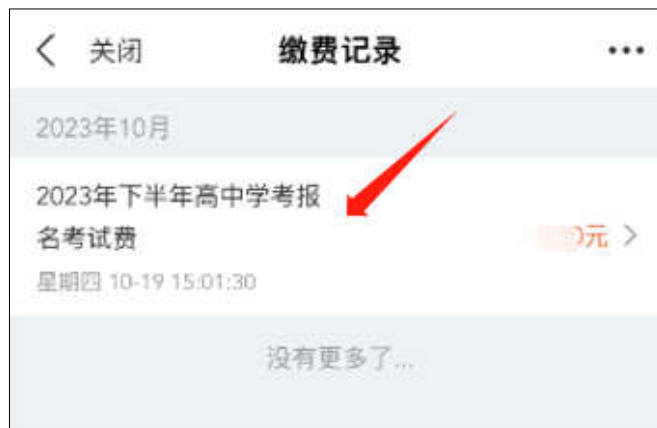 关闭 缴费记录
2023年10月
2023年下半年高中学考报
名考试费
元
星期四 10-19 15:01:30
没有更多了...